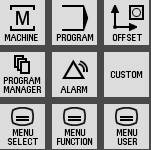 M
MACHINE
PROGRAM
OFFSET
PROGRAM
MANAGER
ALARM
CUSTOM
MENU
SELECT
MENU
FUNCTION
MENU
USER